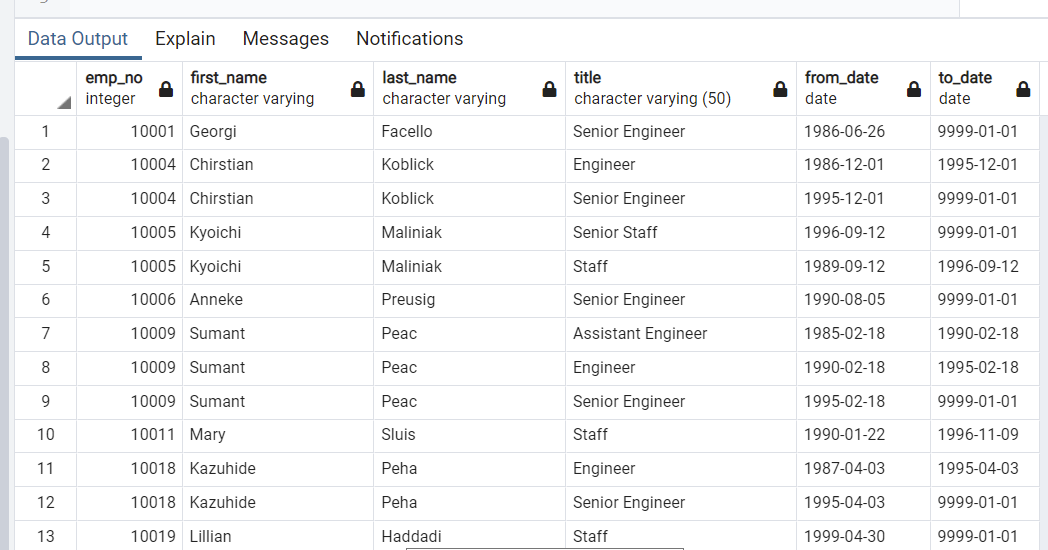 Data Output Explain Messages Notifications
emp_no first_name last_name title from_date to_date
integer character varying character varying character varying (50) date date
1 10001 Georgi Facello Senior Engineer 1986-06-26 9999-01-01
2 10004 Chirstian Koblick Engineer 1986-12-01 1995-12-01
3 10004 Chirstian Koblick Senior Engineer 1995-12-01 9999-01-01
4 10005 Kyoichi Maliniak Senior Staff 1996-09-12 9999-01-01
5 10005 Kyoichi Maliniak Staff 1989-09-12 1996-09-12
6 10006 Anneke Preusig Senior Engineer 1990-08-05 9999-01-01
7 10009 Sumant Peac Assistant Engineer 1985-02-18 1990-02-18
8 10009 Sumant Peac Engineer 1990-02-18 1995-02-18
9 10009 Sumant Peac Senior Engineer 1995-02-18 9999-01-01
10 10011 Mary Sluis Staff 1990-01-22 1996-11-09
11 10018 Kazuhide Peha Engineer 1987-04-03 1995-04-03
12 10018 Kazuhide Peha Senior Engineer 1995-04-03 9999-01-01
13 10019 Lillian Haddadi Staff 1999-04-30 9999-01-01